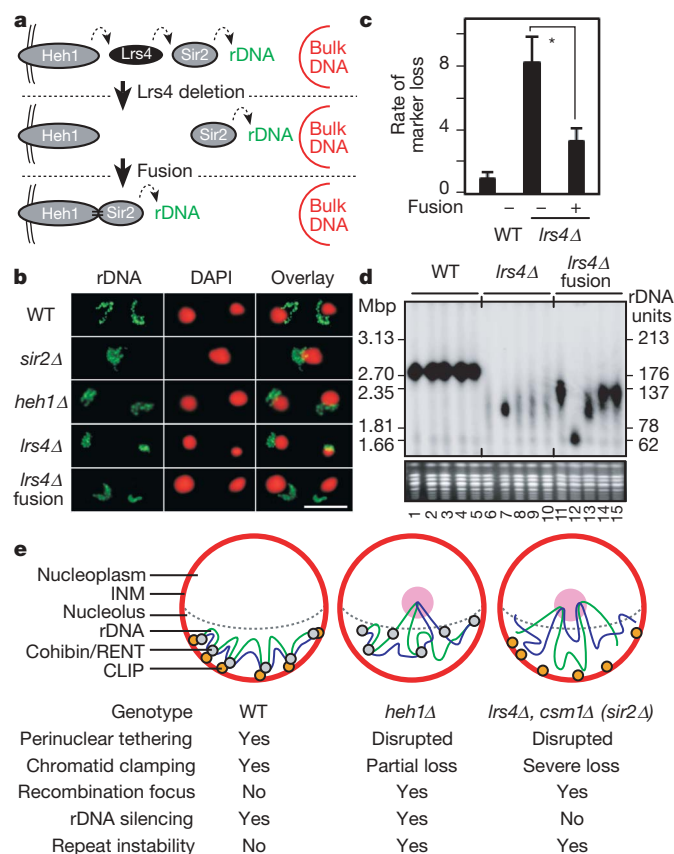 a
Heh1 Lrs4 Sir2 rDNA Bulk DNA
Lrs4 deletion
Heh1 Sir2 rDNA Bulk DNA
Fusion
Heh1 Sir2 rDNA Bulk DNA
c
Rate of marker loss
8
4
0
*
Fusion − − +
WT lrs4Δ
b
rDNA DAPI Overlay
WT
sir2Δ
heh1Δ
lrs4Δ
lrs4Δ fusion
d
WT lrs4Δ lrs4Δ fusion
Mbp rDNA units
3.13 213
2.70 176
2.35 137
1.81 78
1.66 62
1 2 3 4 5 6 7 8 9 10 11 12 13 14 15
e
Nucleoplasm
INM
Nucleolus
rDNA
Cohibin/RENT
CLIP
Genotype WT heh1Δ lrs4Δ, csm1Δ (sir2Δ)
Perinuclear tethering Yes Disrupted Disrupted
Chromatid clamping Yes Partial loss Severe loss
Recombination focus No Yes Yes
rDNA silencing Yes Yes No
Repeat instability No Yes Yes